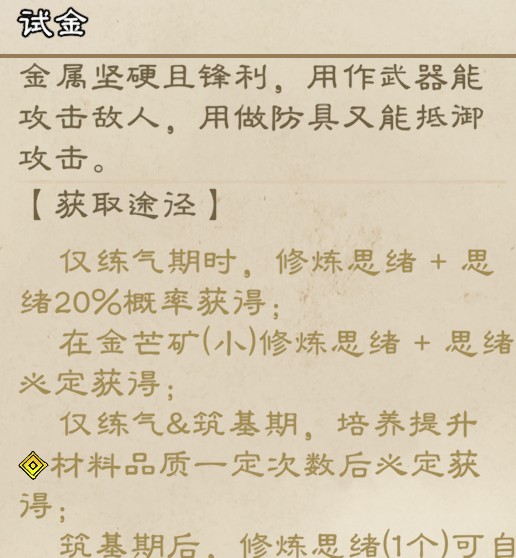 试金
金属坚硬且锋利，用作武器能
攻击敌人，用做防具又能抵御
攻击。
【获取途径】
仅练气期时，修炼思绪+思
绪20%概率获得；
在金芒矿(小)修炼思绪+思绪
必定获得；
仅练气&筑基期，培养提升
材料品质一定次数后必定获
得；
筑基期后，修炼思绪(1个)可自